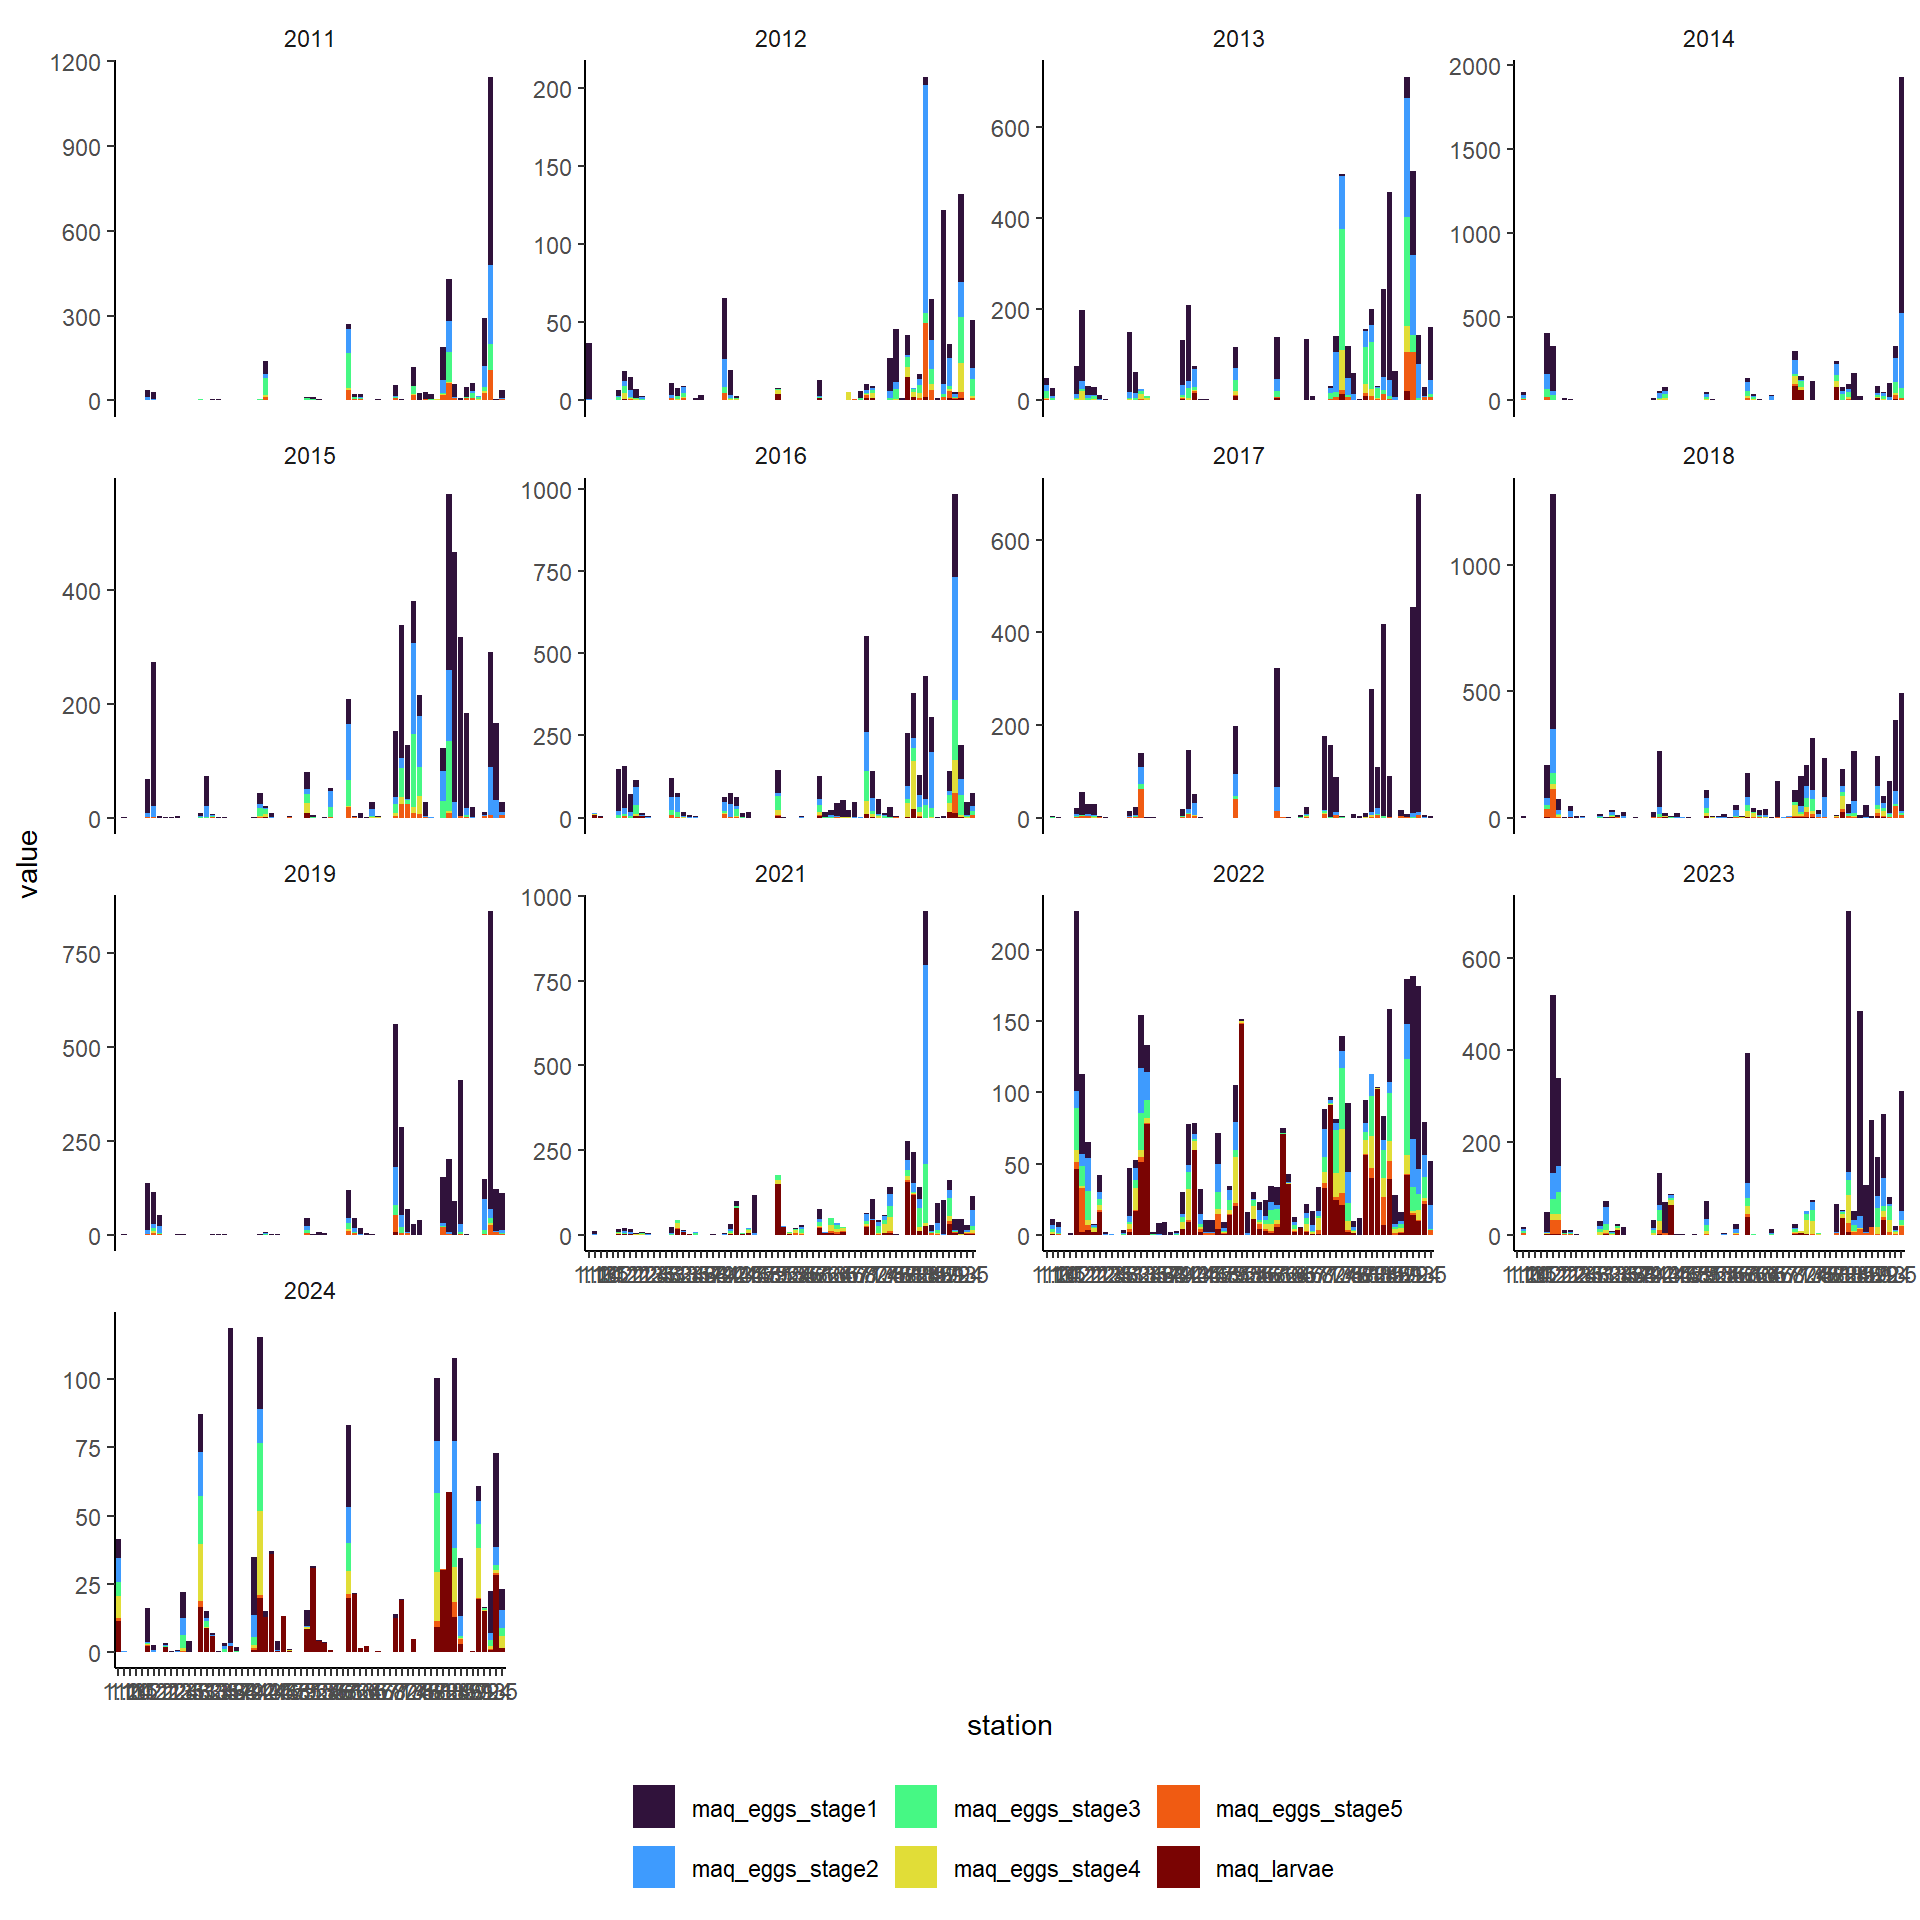 2011 2012 2013 2014
1200 900 600 300 0
200 150 100 50 0
600 400 200 0
2000 1500 1000 500 0
2015 2016 2017 2018
400 200 0
1000 750 500 250 0
600 400 200 0
1000 500 0
value
2019 2021 2022 2023
750 500 250 0
1000 750 500 250 0
200 150 100 50 0
600 400 200 0
2024
100 75 50 25 0
station
maq_eggs_stage1 maq_eggs_stage3 maq_eggs_stage5
maq_eggs_stage2 maq_eggs_stage4 maq_larvae